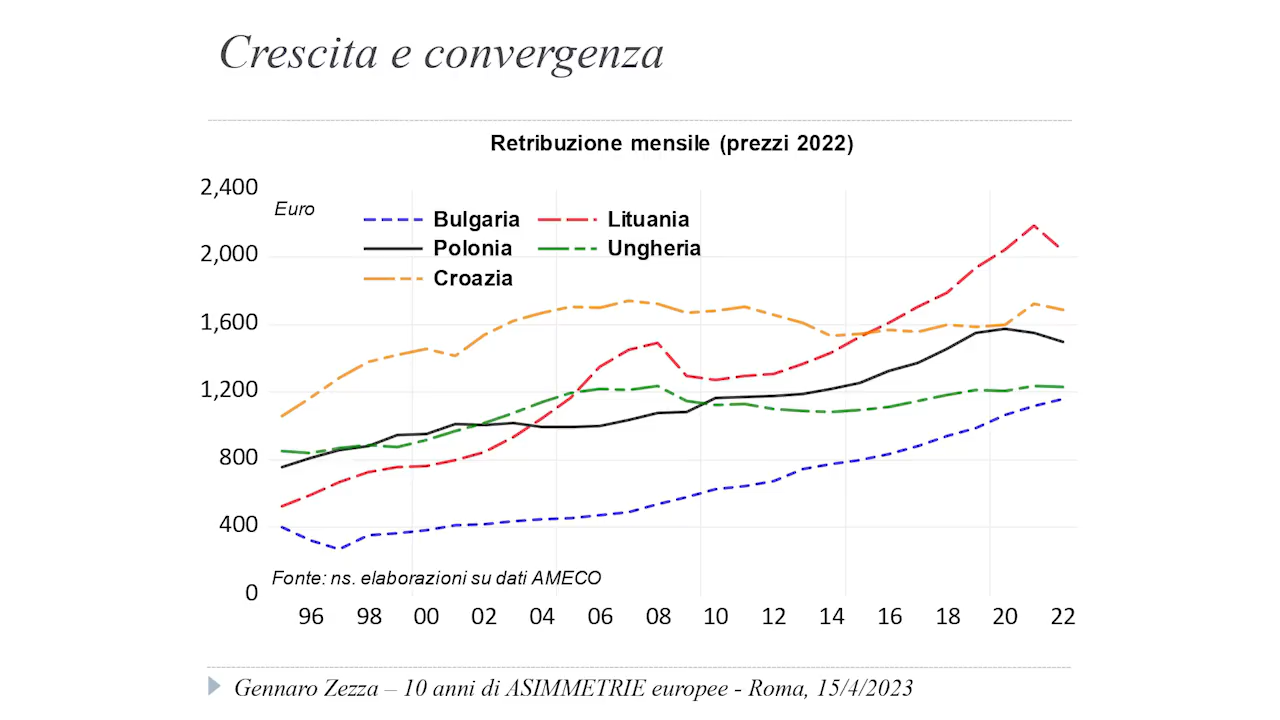 Crescita e convergenza
Retribuzione mensile (prezzi 2022)
2,400
Euro
Bulgaria
Lituania
2,000
Polonia
Ungheria
Croazia
1,600
1,200
800
400
Fonte: ns. elaborazioni su dati AMECO
0
96 98 00 02 04 06 08 10 12 14 16 18 20 22
Gennaro Zezza – 10 anni di ASIMMETRIE europee - Roma, 15/4/2023